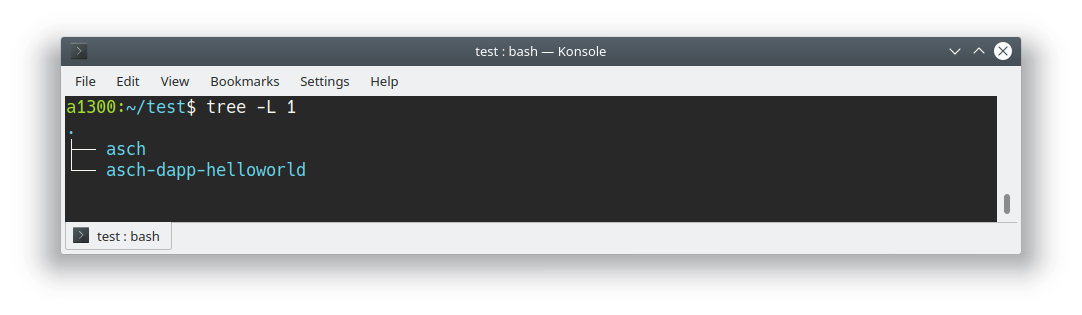 test : bash — Konsole
File Edit View Bookmarks Settings Help
a1300:~/test$ tree -L 1
.
├── asch
└── asch-dapp-helloworld
test : bash